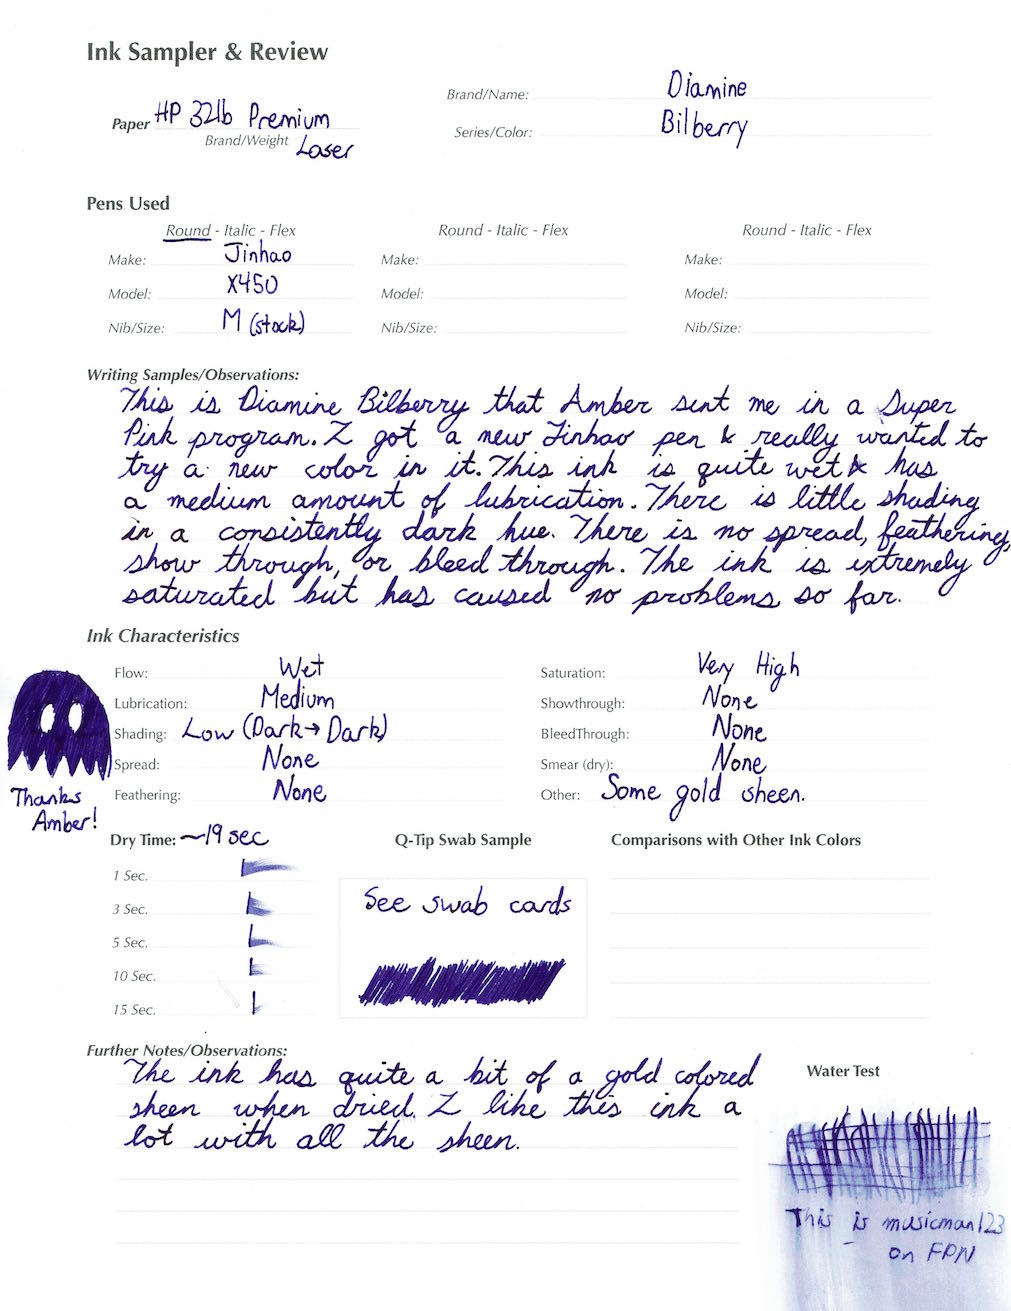 Ink Sampler & Review
Brand/Name: Diamine
Paper HP 32lb Premium
Brand/Weight Laser
Series/Color: Bilberry
Pens Used
Round - Italic - Flex Round - Italic - Flex Round - Italic - Flex
Make: Jinhao Make: Make:
Model: X450 Model: Model:
Nib/Size: M (stock) Nib/Size: Nib/Size:
Writing Samples/Observations:
This is Diamine Bilberry that Amber sent me in a Super
Pink program. I got a new Jinhao pen & really wanted to
try a new color in it. This ink is quite wet & has
a medium amount of lubrication. There is little shading
in a consistently dark hue. There is no spread, feathering,
show through, or bleed through. The ink is extremely
saturated but has caused no problems so far.
Ink Characteristics
Flow: Wet Saturation: Very High
Lubrication: Medium Showthrough: None
Shading: Low (Dark→Dark) BleedThrough: None
Spread: None Smear (dry): None
Feathering: None Other: Some gold sheen.
Thanks
Amber!
Dry Time: ~19 sec Q-Tip Swab Sample Comparisons with Other Ink Colors
1 Sec.
3 Sec. See swab cards
5 Sec.
10 Sec.
15 Sec.
Further Notes/Observations:
The ink has quite a bit of a gold colored
sheen when dried. I like this ink a
lot with all the sheen.
Water Test
This is musicman123
on FPN